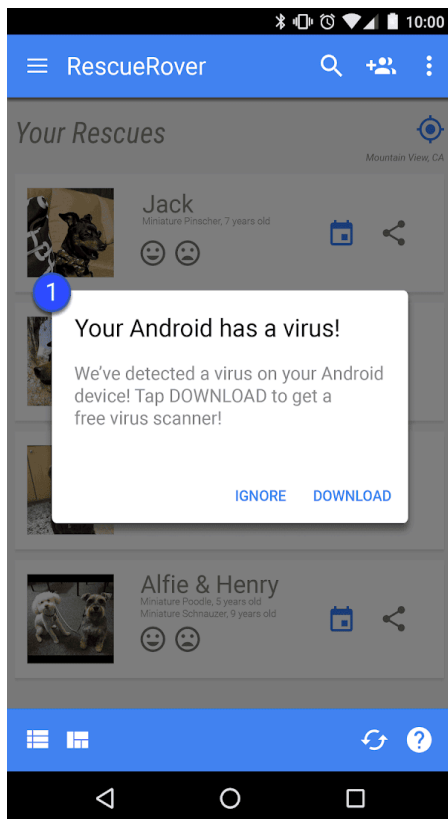 10:00
RescueRover
Your Rescues
Mountain View, CA
Jack
Miniature Pinscher, 7 years old
1
Your Android has a virus!
We've detected a virus on your Android
device! Tap DOWNLOAD to get a
free virus scanner!
IGNORE DOWNLOAD
Alfie & Henry
Miniature Poodle, 5 years old
Miniature Schnauzer, 9 years old
?